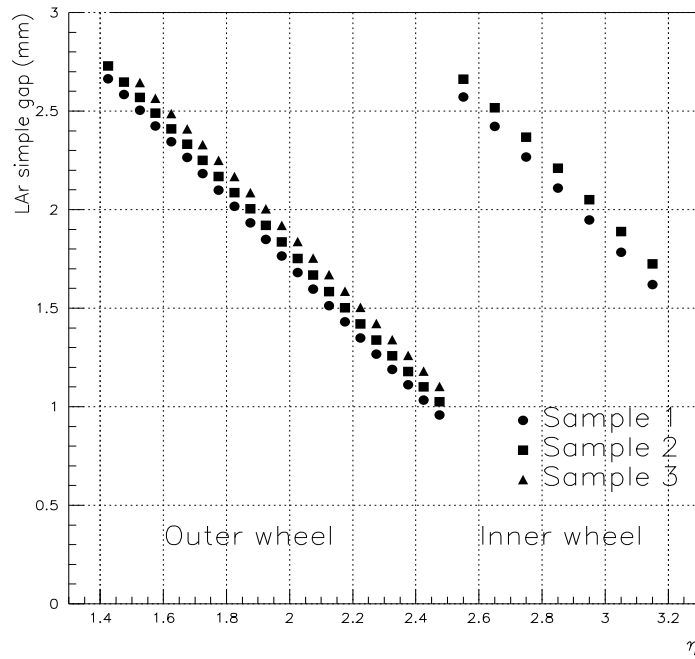 LAr simple gap (mm)
3
2.5
2
1.5
1
0.5
0
Sample 1
Sample 2
Sample 3
Outer wheel
Inner wheel
1.4
1.6
1.8
2
2.2
2.4
2.6
2.8
3
3.2
η